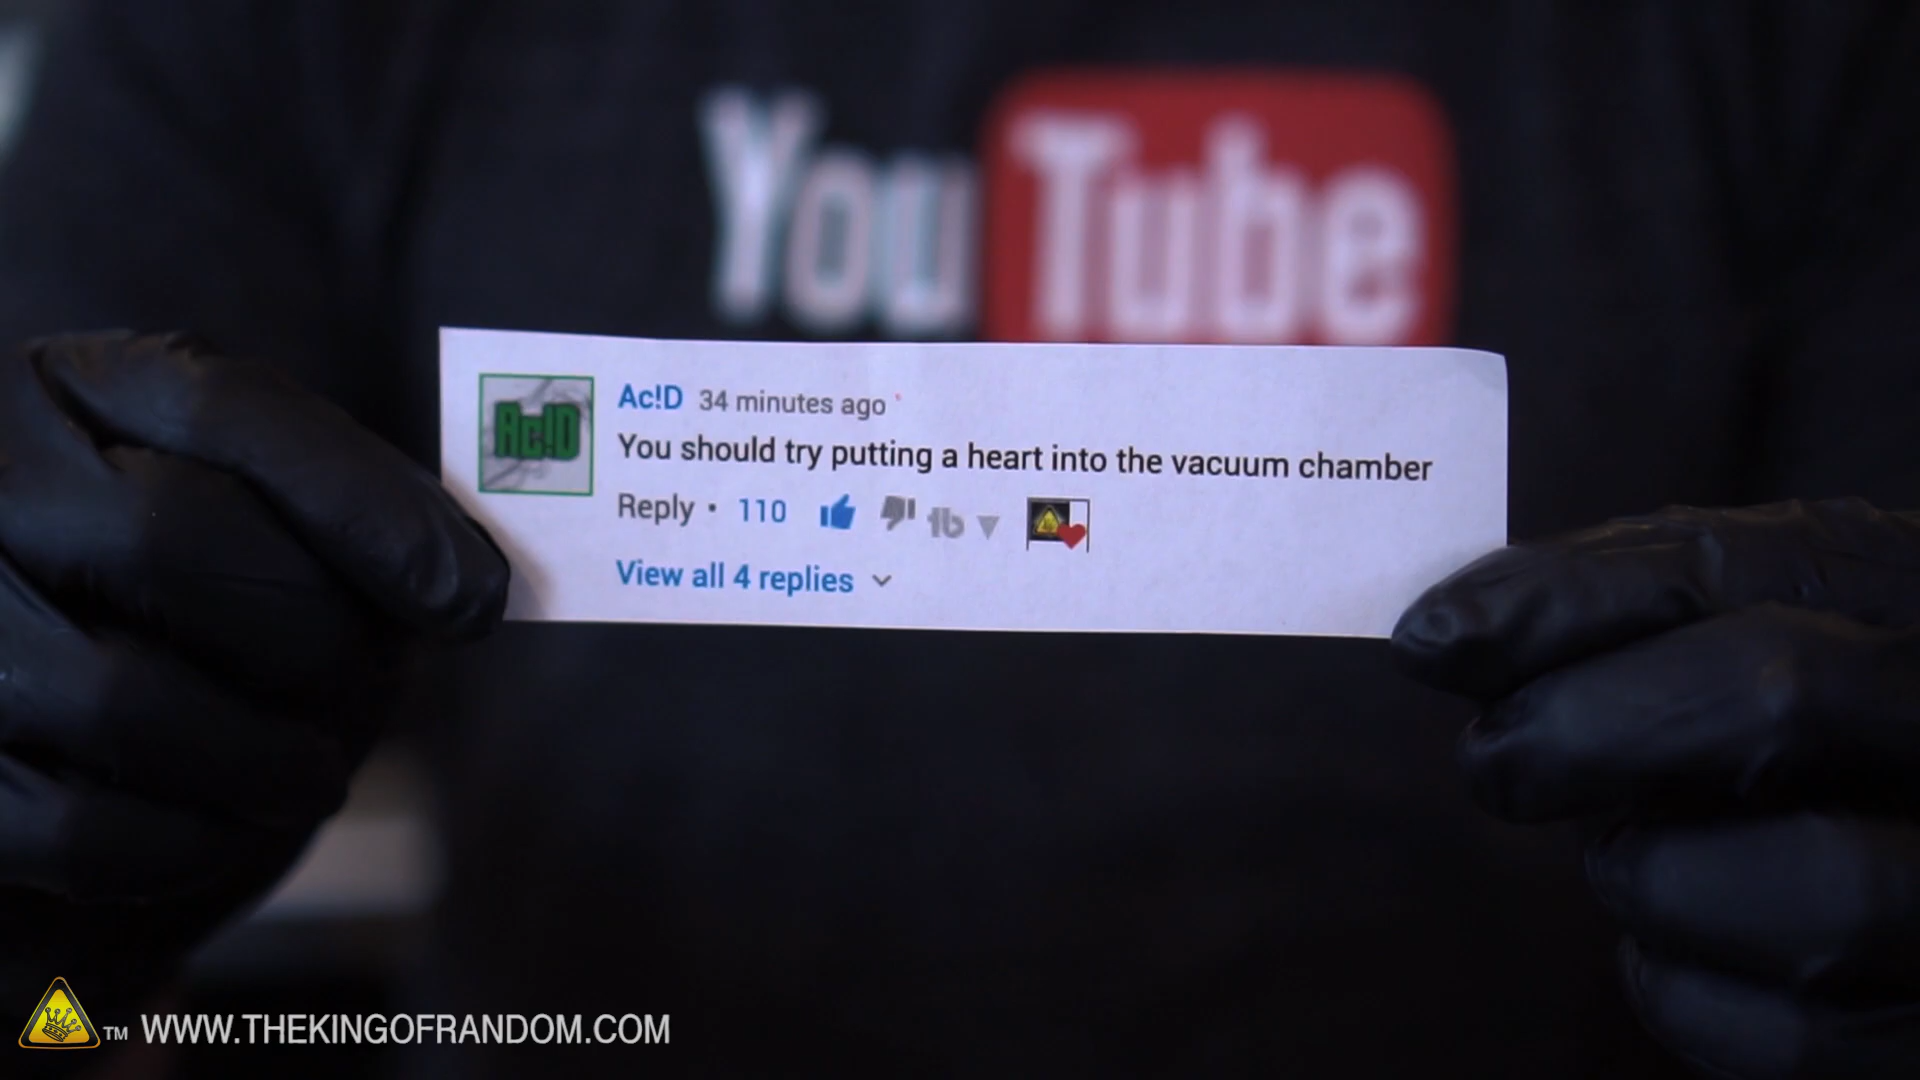 YouTube
Ac!D
Ac!D 34 minutes ago
You should try putting a heart into the vacuum chamber
Reply • 110
View all 4 replies
TM WWW.THEKINGOFRANDOM.COM